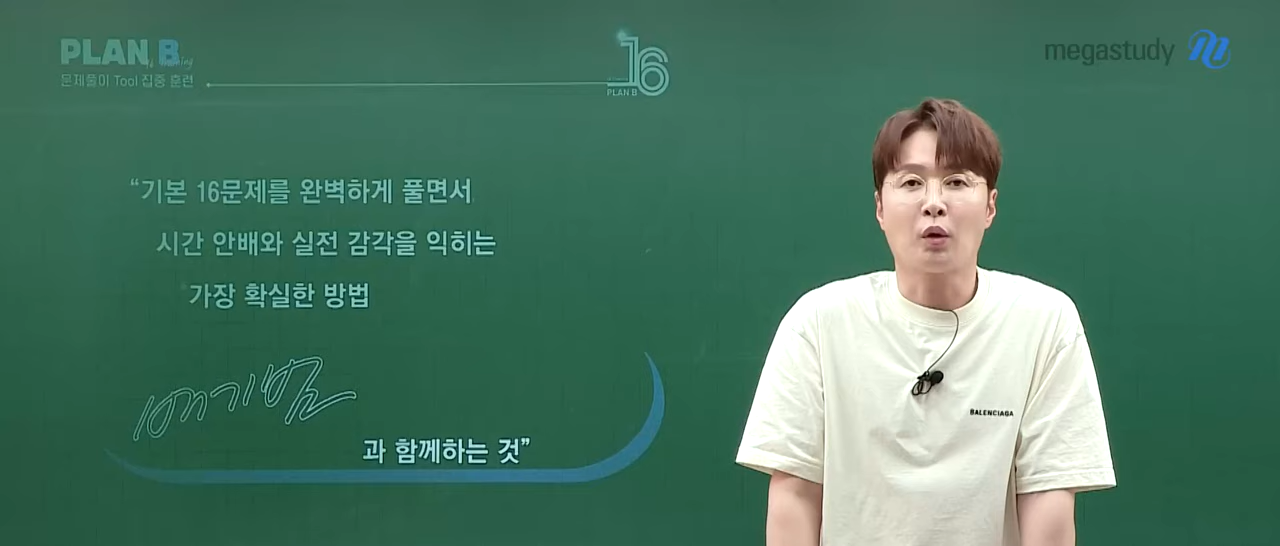 PLAN B
문제풀이 Tool 집중 훈련
16
PLAN B
megastudy
“기본 16문제를 완벽하게 풀면서
시간 안배와 실전 감각을 익히는
가장 확실한 방법
과 함께하는 것”
BALENCIAGA